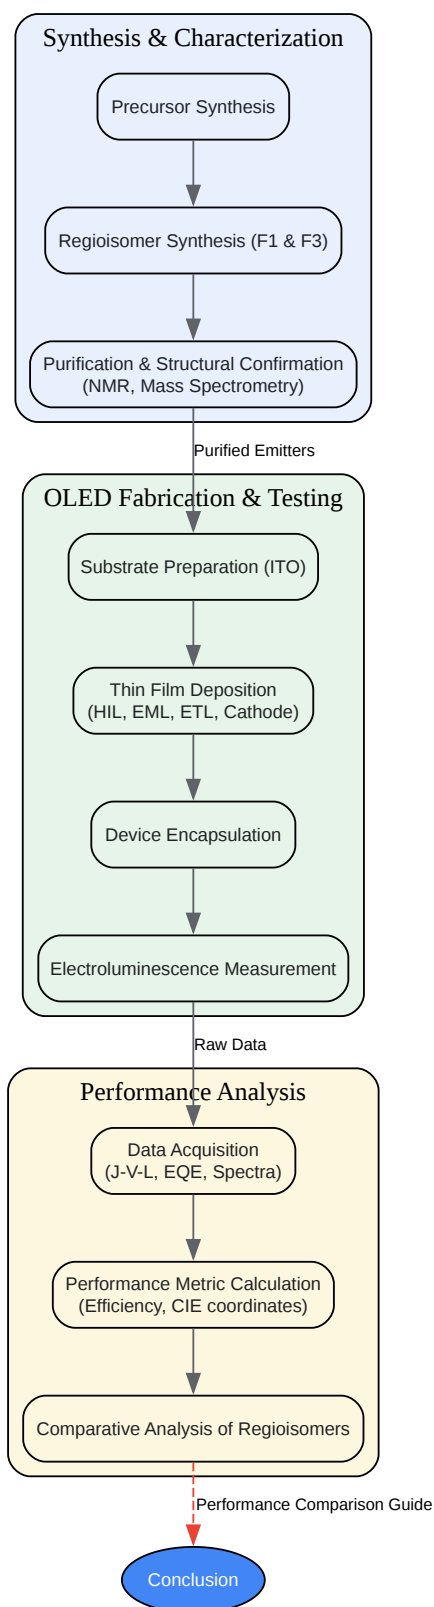 Synthesis & Characterization
Precursor Synthesis
Regioisomer Synthesis (F1 & F3)
Purification & Structural Confirmation
(NMR, Mass Spectrometry)
Purified Emitters
OLED Fabrication & Testing
Substrate Preparation (ITO)
Thin Film Deposition
(HIL, EML, ETL, Cathode)
Device Encapsulation
Electroluminescence Measurement
Raw Data
Performance Analysis
Data Acquisition
(J-V-L, EQE, Spectra)
Performance Metric Calculation
(Efficiency, CIE coordinates)
Comparative Analysis of Regioisomers
Performance Comparison Guide
Conclusion